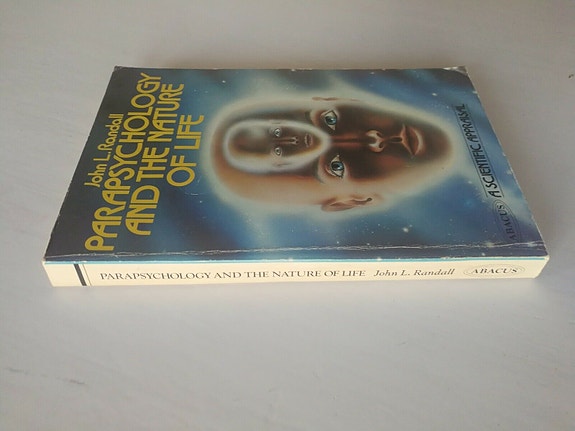 John L. Randall
PARAPSYCHOLOGY
AND THE NATURE
OF LIFE
ABACUS A SCIENTIFIC APPRAISAL
PARAPSYCHOLOGY AND THE NATURE OF LIFE John L. Randall ABACUS